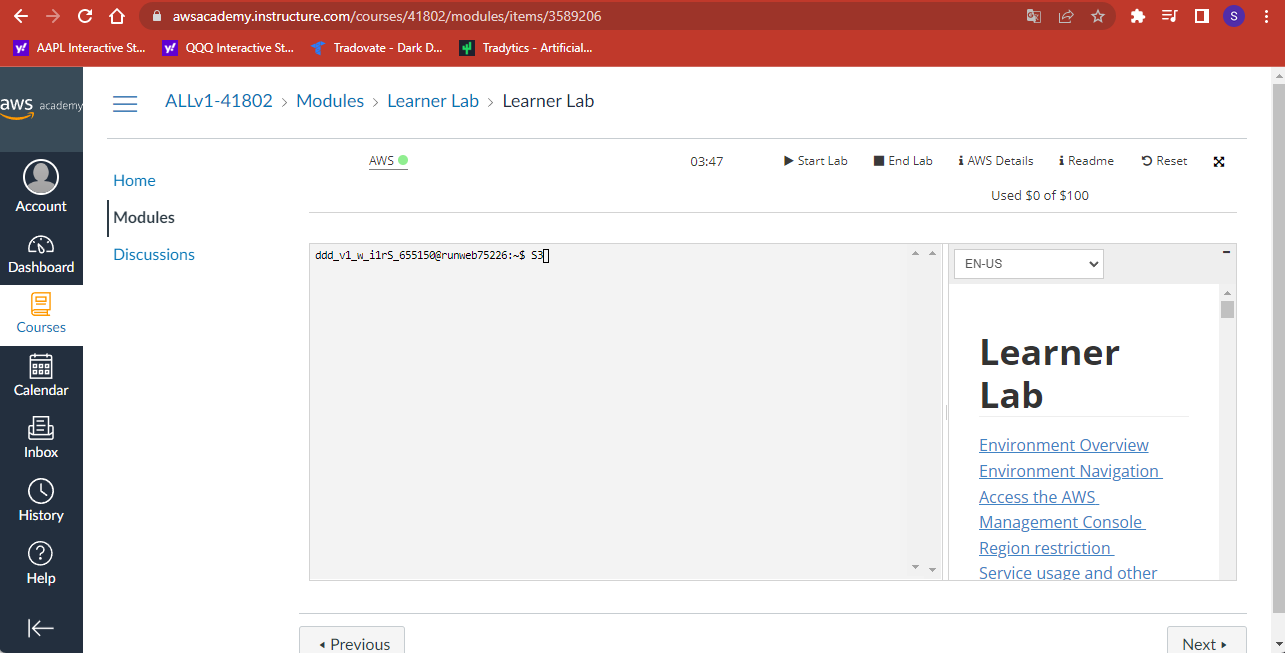 awsacademy.instructure.com/courses/41802/modules/items/3589206
S
AAPL Interactive St... QQQ Interactive St... Tradovate - Dark D... Tradytics - Artificial...
aws academy
ALLv1-41802 > Modules > Learner Lab > Learner Lab
AWS 03:47 Start Lab End Lab i AWS Details i Readme Reset
Used $0 of $100
Home
Modules
Discussions
Account
Dashboard
Courses
Calendar
Inbox
History
Help
ddd_v1_w_i1rS_655150@runweb75226:~$ S3
EN-US
Learner
Lab
Environment Overview
Environment Navigation
Access the AWS
Management Console
Region restriction
Service usage and other
Previous
Next